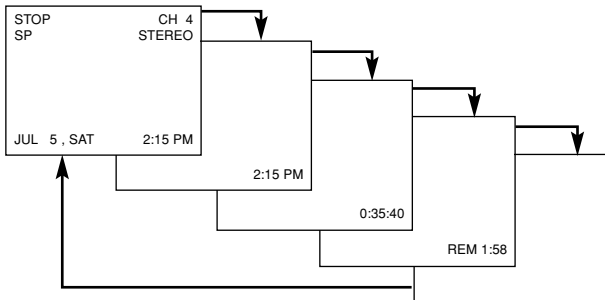 STOP CH 4
SP STEREO
JUL 5 , SAT 2:15 PM
2:15 PM
0:35:40
REM 1:58